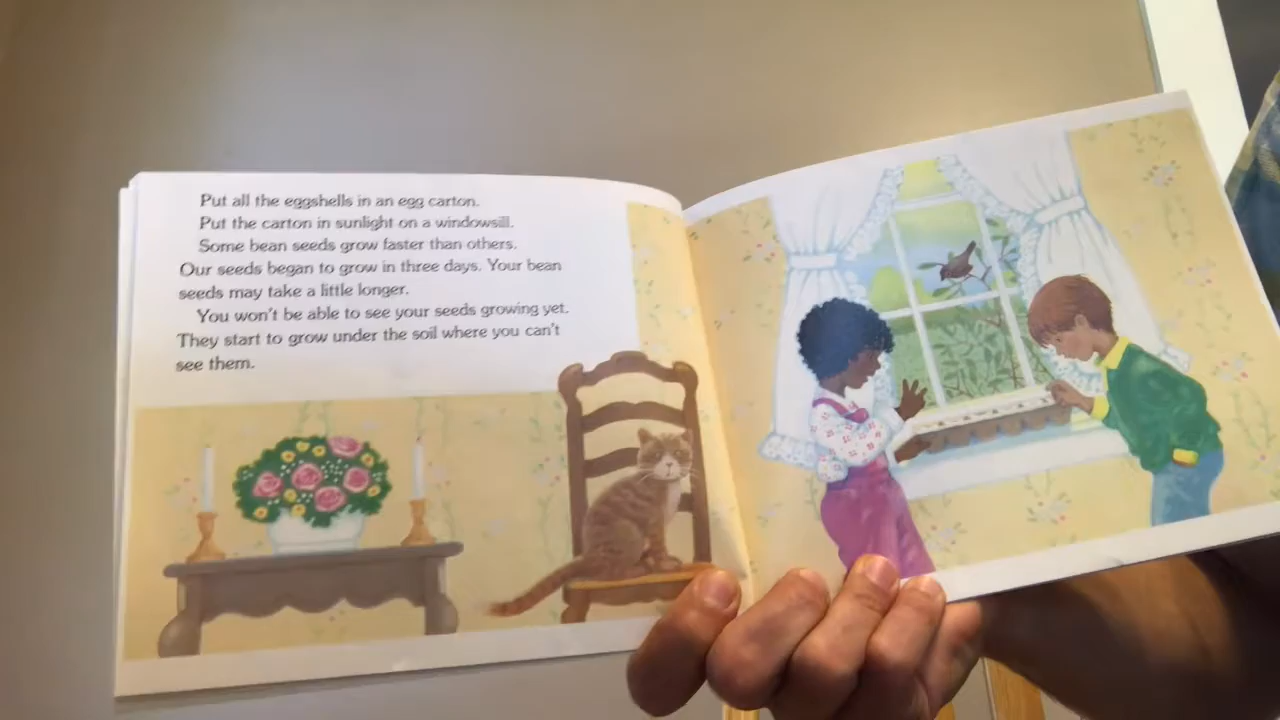 Put all the eggshells in an egg carton.
Put the carton in sunlight on a windowsill.
Some bean seeds grow faster than others.
Our seeds began to grow in three days. Your bean
seeds may take a little longer.
You won't be able to see your seeds growing yet.
They start to grow under the soil where you can't
see them.